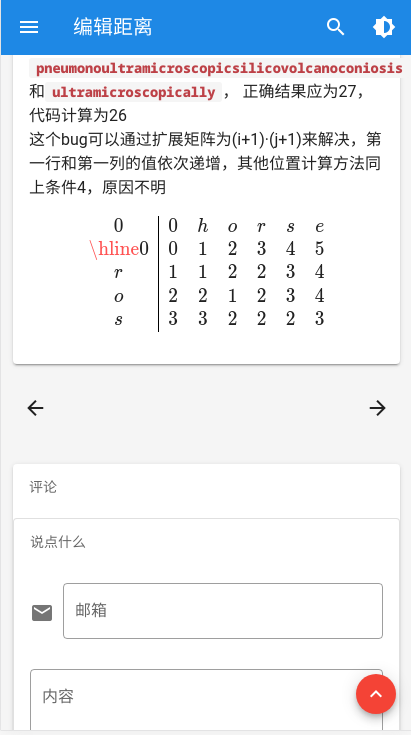 编辑距离
pneumonoultramicroscopicsilicovolcanoconiosis
和 ultramicroscopically ， 正确结果应为27，
代码计算为26
这个bug可以通过扩展矩阵为(i+1)·(j+1)来解决，第
一行和第一列的值依次递增，其他位置计算方法同
上条件4，原因不明
0 0 h o r s e
\hline0 0 1 2 3 4 5
r 1 1 2 2 3 4
o 2 2 1 2 3 4
s 3 3 2 2 2 3
评论
说点什么
邮箱
内容